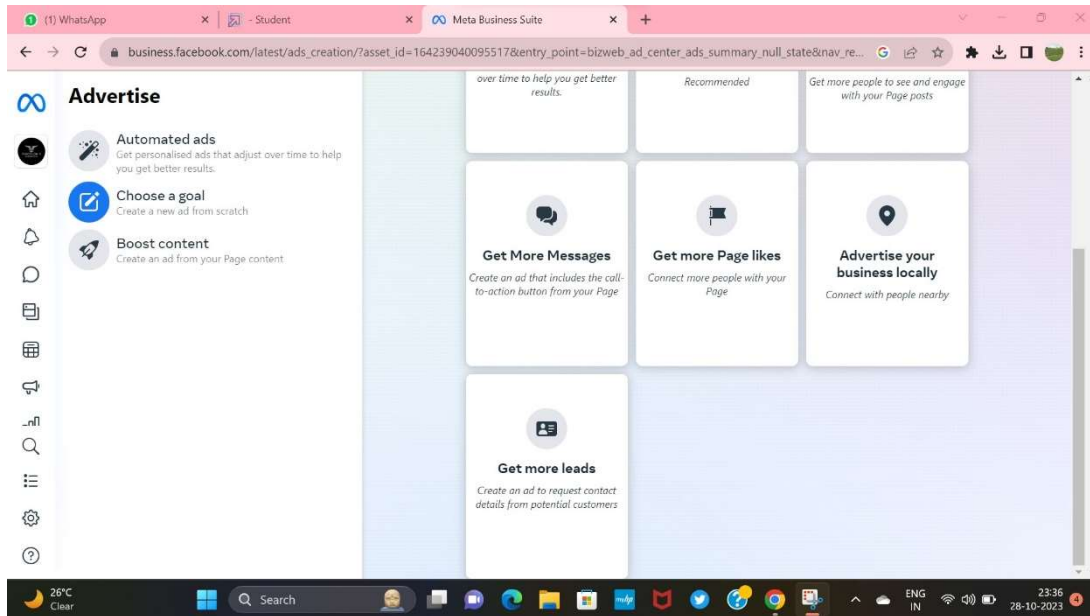 (1) WhatsApp
- Student
Meta Business Suite
business.facebook.com/latest/ads_creation/?asset_id=164239040095517&entry_point=bizweb_ad_center_ads_summary_null_state&nav_re...
Advertise
Automated ads
Get personalised ads that adjust over time to help
you get better results.
Choose a goal
Create a new ad from scratch
Boost content
Create an ad from your Page content
over time to help you get better
results.
Recommended
Get more people to see and engage
with your Page posts
Get More Messages
Create an ad that includes the call-
to-action button from your Page
Get more Page likes
Connect more people with your
Page
Advertise your
business locally
Connect with people nearby
Get more leads
Create an ad to request contact
details from potential customers
26°C
Clear
Search
ENG
IN
23:36
28-10-2023
4